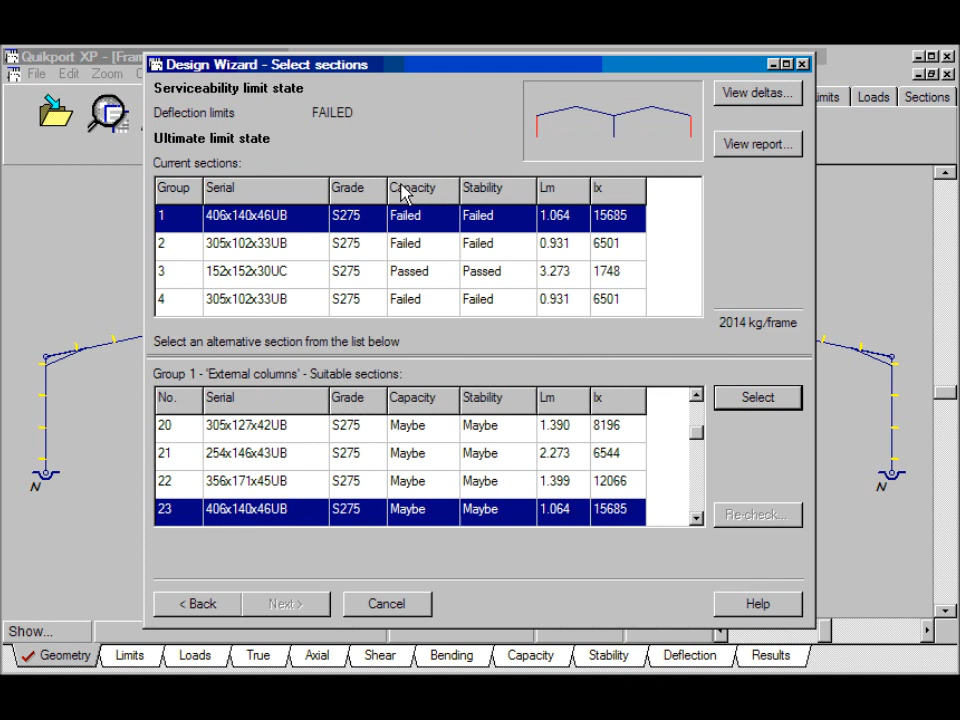 Quikport XP - [Fram
File Edit Zoom
Design Wizard - Select sections
Serviceability limit state
Deflection limits FAILED
Ultimate limit state
Current sections:
View deltas...
View report...
imits Loads Sections
Group Serial Grade Capacity Stability Lm Ix
1 406x140x46UB S275 Failed Failed 1.064 15685
2 305x102x33UB S275 Failed Failed 0.931 6501
3 152x152x30UC S275 Passed Passed 3.273 1748
4 305x102x33UB S275 Failed Failed 0.931 6501
2014 kg/frame
Select an alternative section from the list below
Group 1 - 'External columns' - Suitable sections:
No. Serial Grade Capacity Stability Lm Ix
20 305x127x42UB S275 Maybe Maybe 1.390 8196
21 254x146x43UB S275 Maybe Maybe 2.273 6544
22 356x171x45UB S275 Maybe Maybe 1.399 12066
23 406x140x46UB S275 Maybe Maybe 1.064 15685
Select
Re-check...
N
N
< Back Next > Cancel Help
Show...
Geometry Limits Loads True Axial Shear Bending Capacity Stability Deflection Results